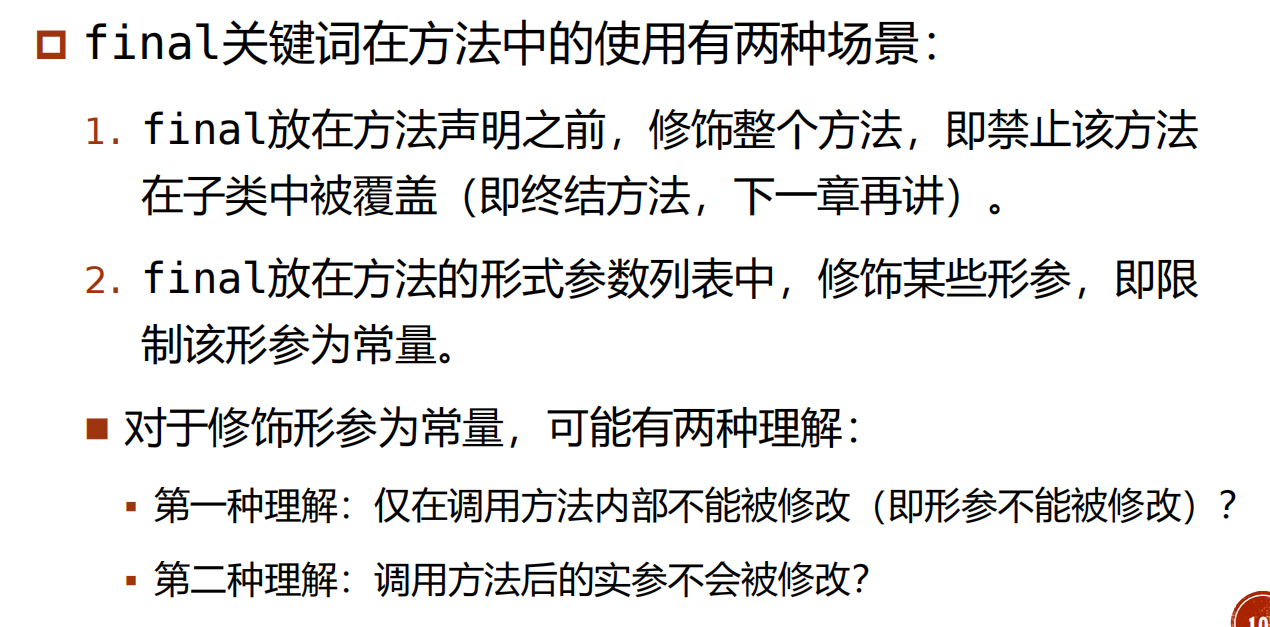 final关键词在方法中的使用有两种场景：
1. final放在方法声明之前，修饰整个方法，即禁止该方法
在子类中被覆盖（即终结方法，下一章再讲）。
2. final放在方法的形式参数列表中，修饰某些形参，即限
制该形参为常量。
对于修饰形参为常量，可能有两种理解：
第一种理解：仅在调用方法内部不能被修改（即形参不能被修改）？
第二种理解：调用方法后的实参不会被修改？